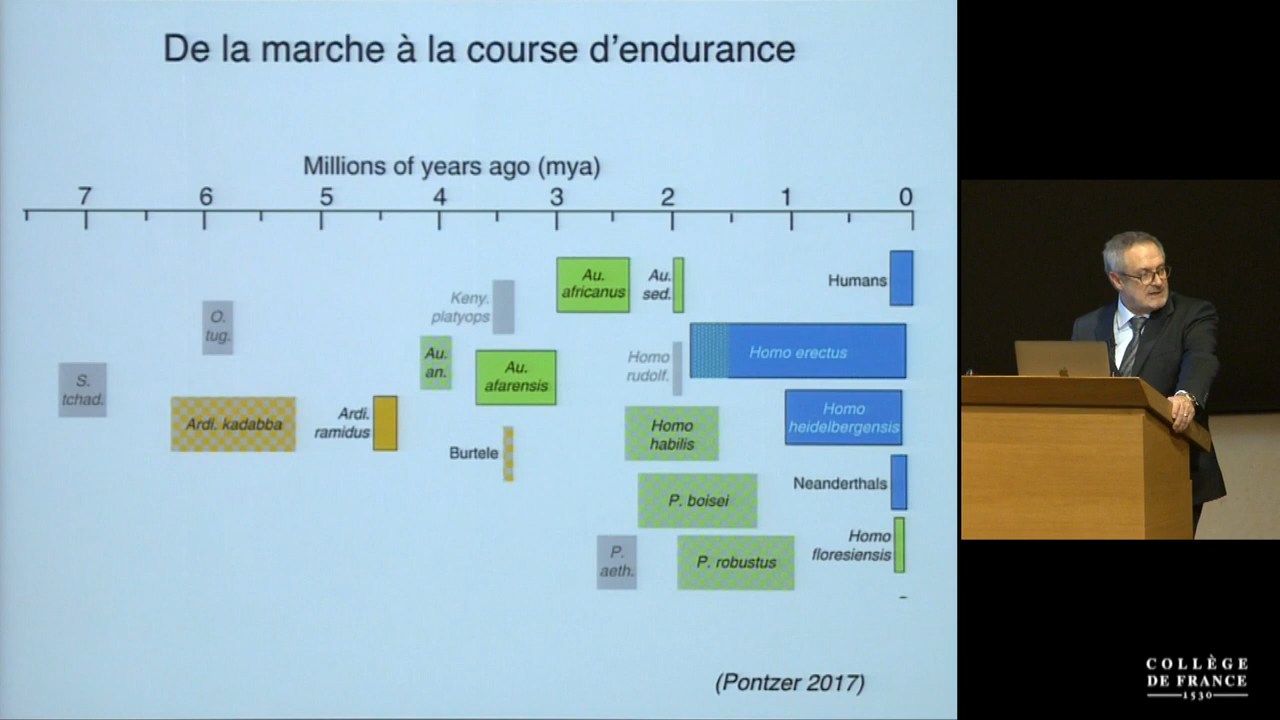 De la marche à la course d'endurance
Millions of years ago (mya)
7 6 5 4 3 2 1 0
Au.
africanus
Au.
sed.
Humans
Keny.
platyops
O.
tug.
Au.
an.
Au.
afarensis
Homo
rudolf.
Homo erectus
S.
tchad.
Ardi. kadabba
Ardi.
ramidus
Burtele
Homo
habilis
Homo
heidelbergensis
P. boisei
Neanderthals
P.
aeth.
P. robustus
Homo
floresiensis
(Pontzer 2017)
COLLÈGE
DE FRANCE
1530